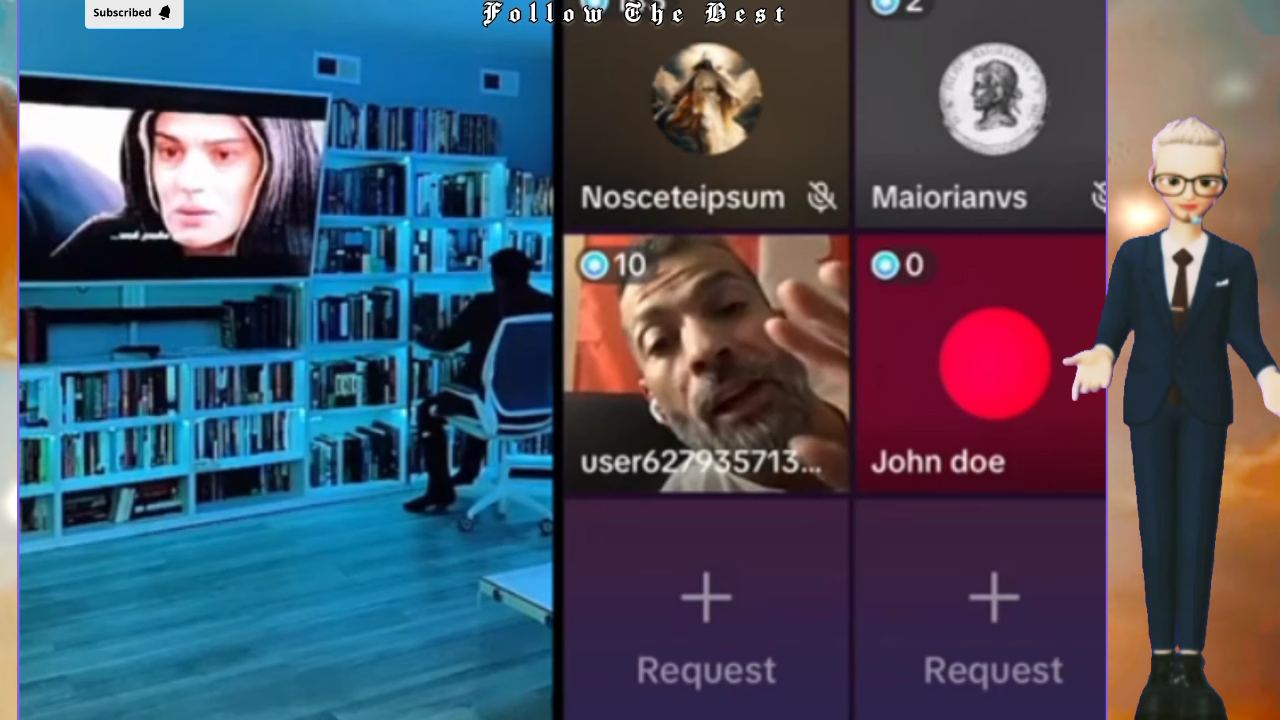 Subscribed
Follow The Best
2
Nosceteipsum
Maiorianvs
10
0
user627935713...
John doe
Request
Request